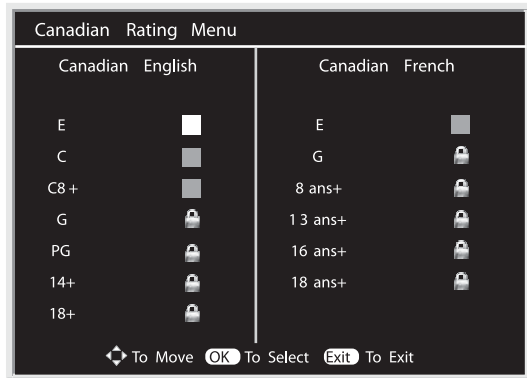 Canadian Rating Menu
Canadian English
E
C
C8 +
G
PG
14+
18+
Canadian French
E
G
8 ans+
13 ans+
16 ans+
18 ans+
To Move OK To Select Exit To Exit